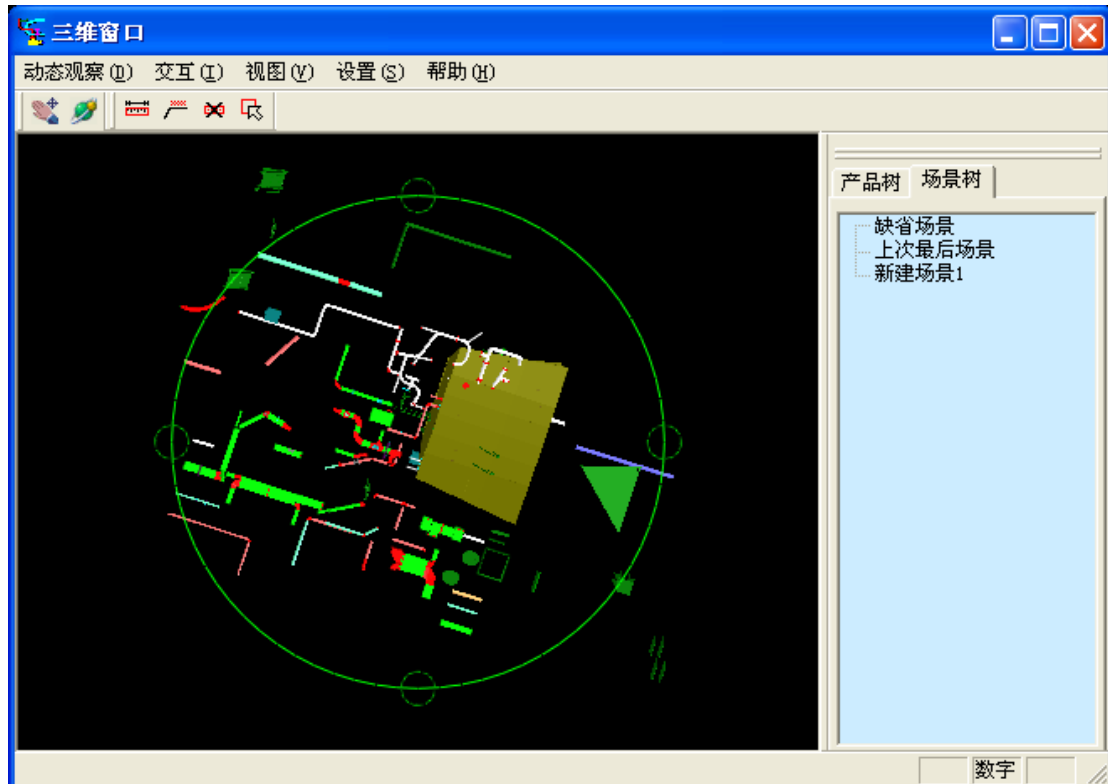 三维窗口
动态观察(D) 交互(I) 视图(V) 设置(S) 帮助(H)
产品树 场景树
缺省场景
上次最后场景
新建场景1
数字